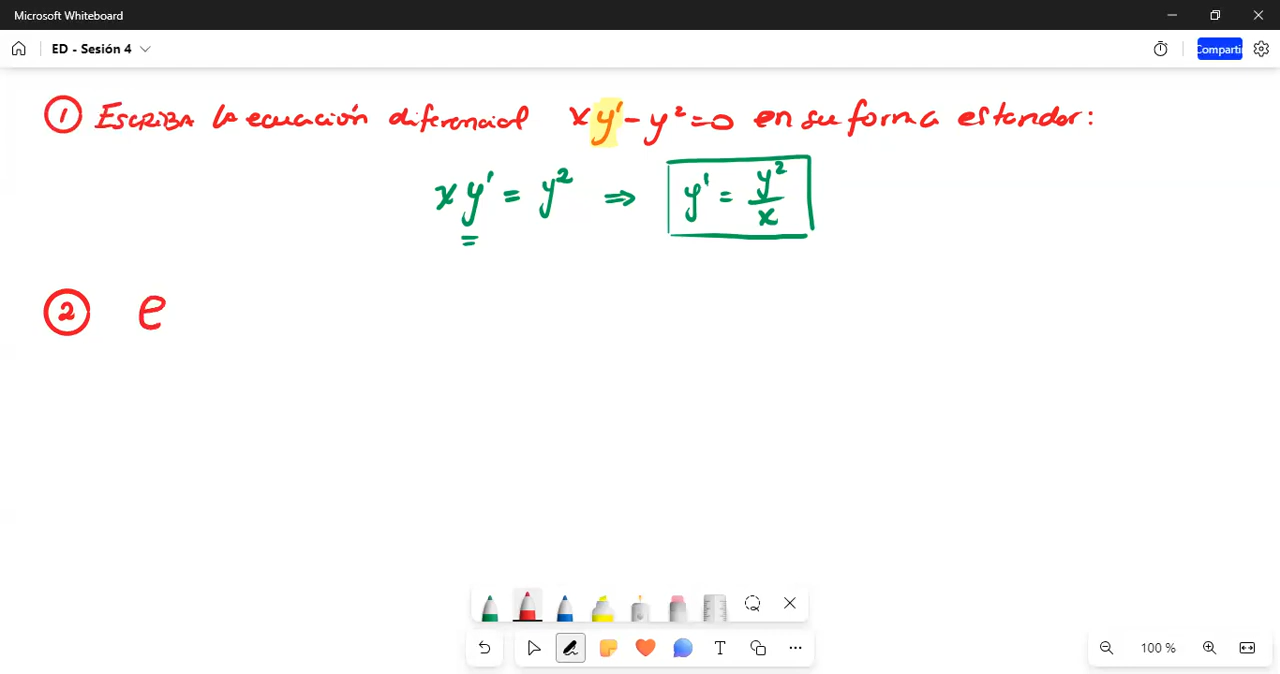 Microsoft Whiteboard
ED - Sesión 4
Comparti
① Escriba la ecuación diferencial xy' - y² = 0 en su forma estandar:
xy' = y² ⇒ y' = y²/x
② e
100 %